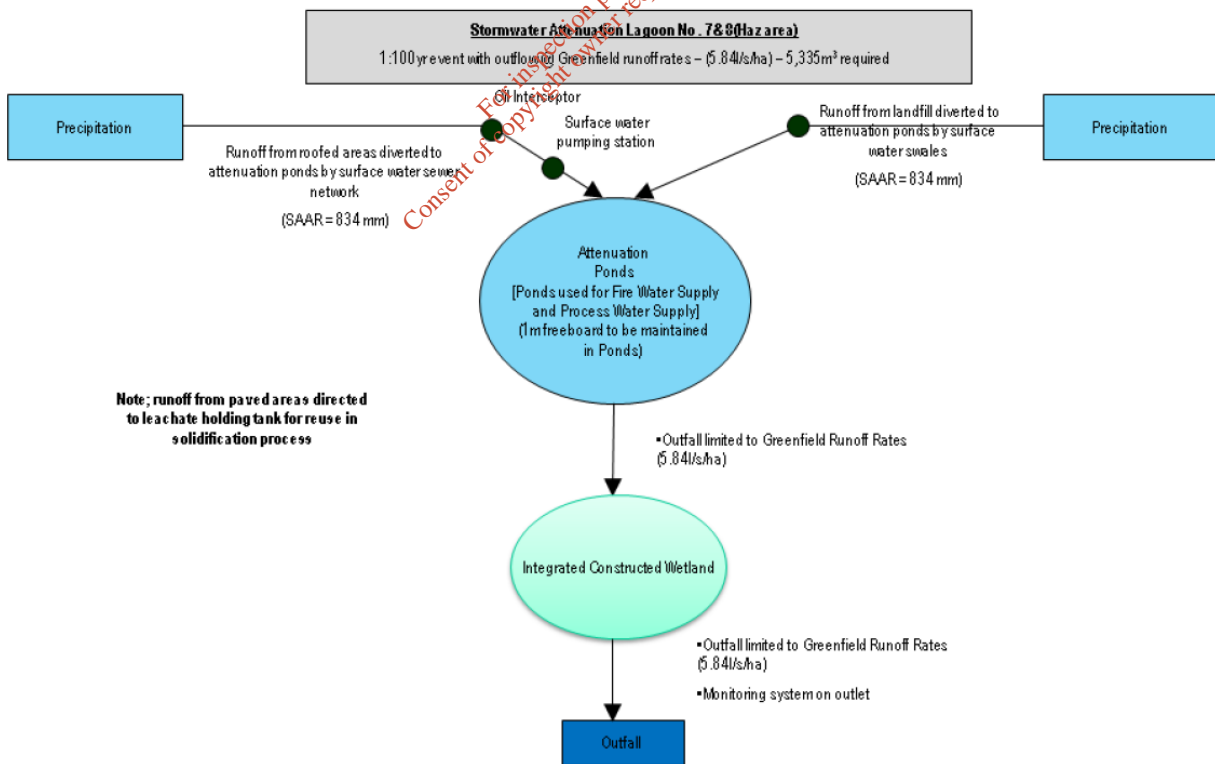 Stormwater Attenuation Lagoon No. 7&8(Haz area)
1:100 yr event with outflowing Greenfield runoff rates – (5.84l/s/ha) – 5,335m³ required
For inspection p
Consent of copyright owner req
Precipitation
Oil Interceptor
Surface water
pumping station
Runoff from roofed areas diverted to
attenuation ponds by surface water sewer
network
(SAAR = 834 mm)
Runoff from landfill diverted to
attenuation ponds by surface
water swales
(SAAR = 834 mm)
Precipitation
Attenuation
Ponds
[Ponds used for Fire Water Supply
and Process Water Supply]
(1m freeboard to be maintained
in Ponds)
Note; runoff from paved areas directed
to leachate holding tank for reuse in
solidification process
▪Outfall limited to Greenfield Runoff Rates
(5.84l/s/ha)
Integrated Constructed Wetland
▪Outfall limited to Greenfield Runoff Rates
(5.84l/s/ha)
▪Monitoring system on outlet
Outfall